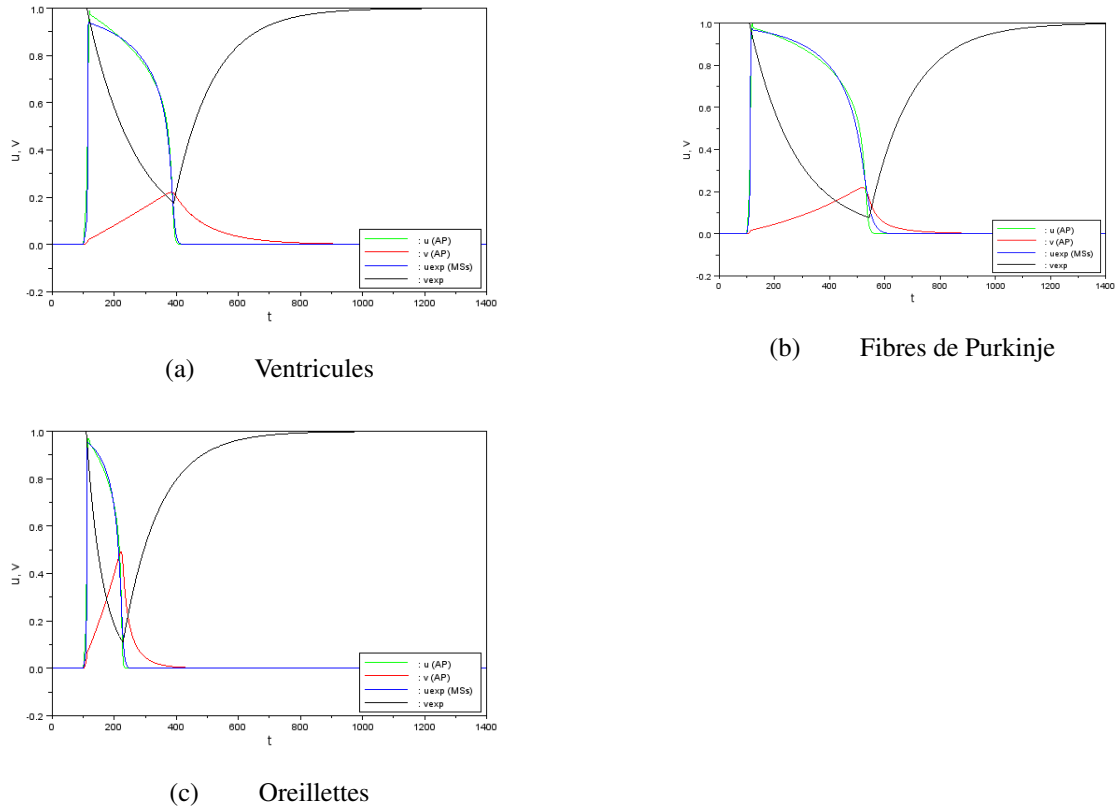 1.0
0.8
0.6
0.4
0.2
0.0
-0.2
u, v
0 200 400 600 800 1000 1200 1400
t
: u (AP)
: v (AP)
: uexp (MSs)
: vexp
(a) Ventricules
1.0
0.8
0.6
0.4
0.2
0.0
-0.2
u, v
0 200 400 600 800 1000 1200 1400
t
: u (AP)
: v (AP)
: uexp (MSs)
: vexp
(b) Fibres de Purkinje
1.0
0.8
0.6
0.4
0.2
0.0
-0.2
u, v
0 200 400 600 800 1000 1200 1400
t
: u (AP)
: v (AP)
: uexp (MSs)
: vexp
(c) Oreillettes